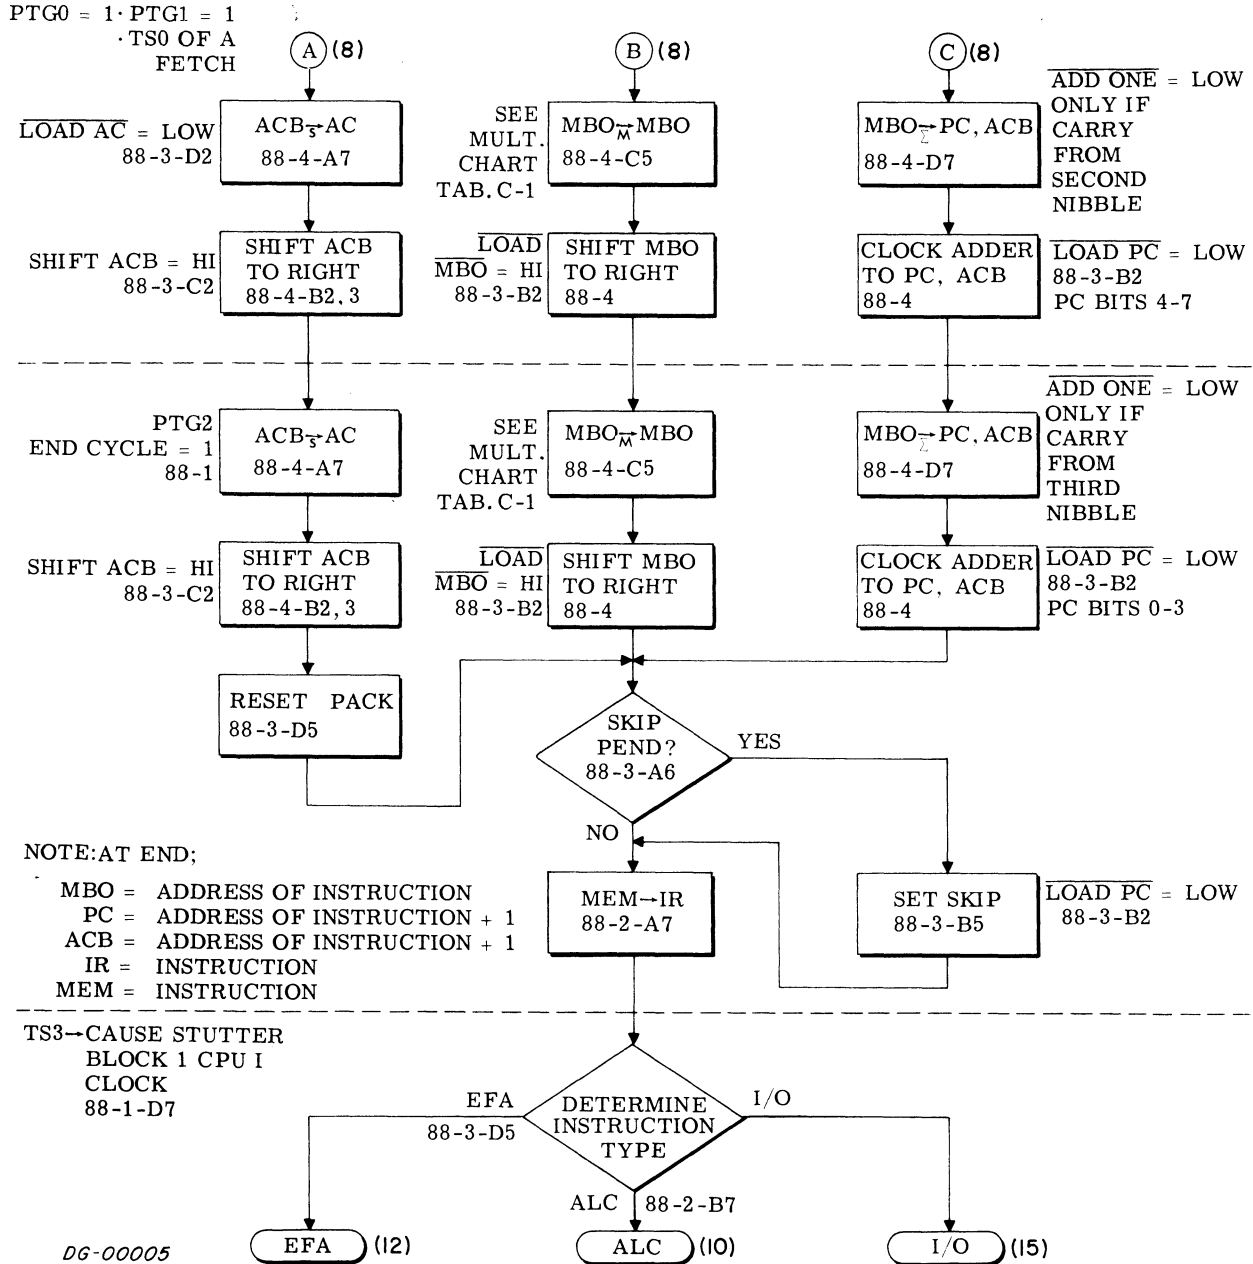 PTG0 = 1· PTG1 = 1
·TS0 OF A
FETCH
A (8)
B (8)
C (8)
LOAD AC = LOW
88-3-D2
ACB→AC
S
88-4-A7
SEE
MULT.
CHART
TAB. C-1
MBO→MBO
M
88-4-C5
MBO→PC, ACB
Σ
88-4-D7
ADD ONE = LOW
ONLY IF
CARRY
FROM
SECOND
NIBBLE
SHIFT ACB = HI
88-3-C2
SHIFT ACB
TO RIGHT
88-4-B2, 3
LOAD
MBO = HI
88-3-B2
SHIFT MBO
TO RIGHT
88-4
CLOCK ADDER
TO PC, ACB
88-4
LOAD PC = LOW
88-3-B2
PC BITS 4-7
PTG2
END CYCLE = 1
88-1
ACB→AC
S
88-4-A7
SEE
MULT.
CHART
TAB. C-1
MBO→MBO
M
88-4-C5
MBO→PC, ACB
Σ
88-4-D7
ADD ONE = LOW
ONLY IF
CARRY
FROM
THIRD
NIBBLE
SHIFT ACB = HI
88-3-C2
SHIFT ACB
TO RIGHT
88-4-B2, 3
LOAD
MBO = HI
88-3-B2
SHIFT MBO
TO RIGHT
88-4
CLOCK ADDER
TO PC, ACB
88-4
LOAD PC = LOW
88-3-B2
PC BITS 0-3
RESET PACK
88-3-D5
SKIP
PEND?
88-3-A6
YES
NO
NOTE:AT END;
MBO = ADDRESS OF INSTRUCTION
PC = ADDRESS OF INSTRUCTION + 1
ACB = ADDRESS OF INSTRUCTION + 1
IR = INSTRUCTION
MEM = INSTRUCTION
MEM→IR
88-2-A7
SET SKIP
88-3-B5
LOAD PC = LOW
88-3-B2
TS3→CAUSE STUTTER
BLOCK 1 CPU I
CLOCK
88-1-D7
EFA
88-3-D5
DETERMINE
INSTRUCTION
TYPE
I/O
ALC 88-2-B7
EFA (12)
ALC (10)
I/O (15)
DG-00005